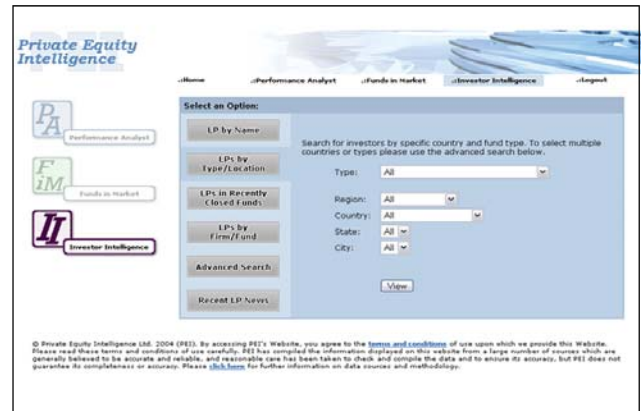 Private Equity
Intelligence
.:Home .:Performance Analyst .:Funds in Market .:Investor Intelligence .:Logout
Select an Option:
PA
Performance Analyst
FiM
Funds in Market
II
Investor Intelligence
LP by Name
LPs by
Type/Location
LPs in Recently
Closed Funds
LPs by
Firm/Fund
Advanced Search
Recent LP News
Search for investors by specific country and fund type. To select multiple
countries or types please use the advanced search below.
Type: All
Region: All
Country: All
State: All
City: All
View
© Private Equity Intelligence Ltd. 2004 (PEI). By accessing PEI's Website, you agree to the terms and conditions of use upon which we provide this Website.
Please read these terms and conditions of use carefully. PEI has compiled the information displayed on this website from a large number of sources which are
generally believed to be accurate and reliable, and reasonable care has been taken to check and compile the data and to ensure its accuracy, but PEI does not
guarantee its completeness or accuracy. Please click here for further information on data sources and methodology.